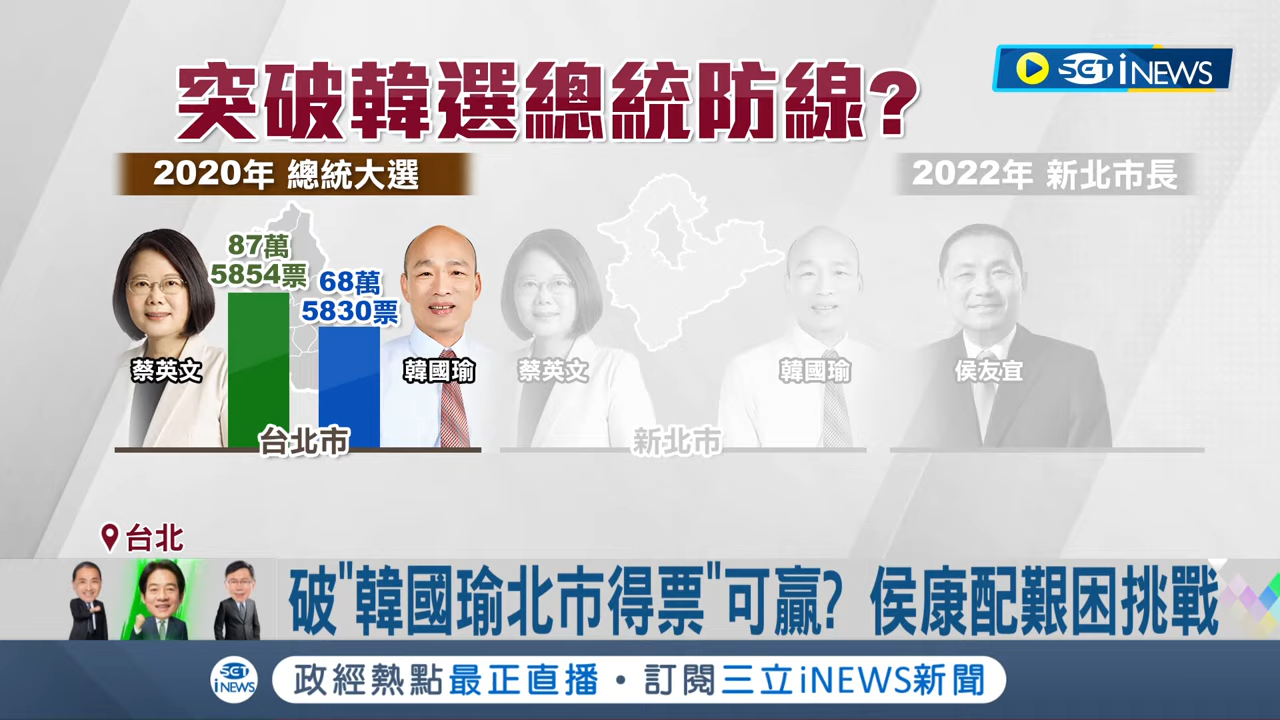 突破韓選總統防線?
SET iNEWS
2020年 總統大選
2022年 新北市長
87萬
5854票
68萬
5830票
蔡英文
韓國瑜
蔡英文
韓國瑜
侯友宜
台北市
新北市
台北
破"韓國瑜北市得票"可贏? 侯康配艱困挑戰
SET iNEWS
政經熱點最正直播・訂閱三立iNEWS新聞